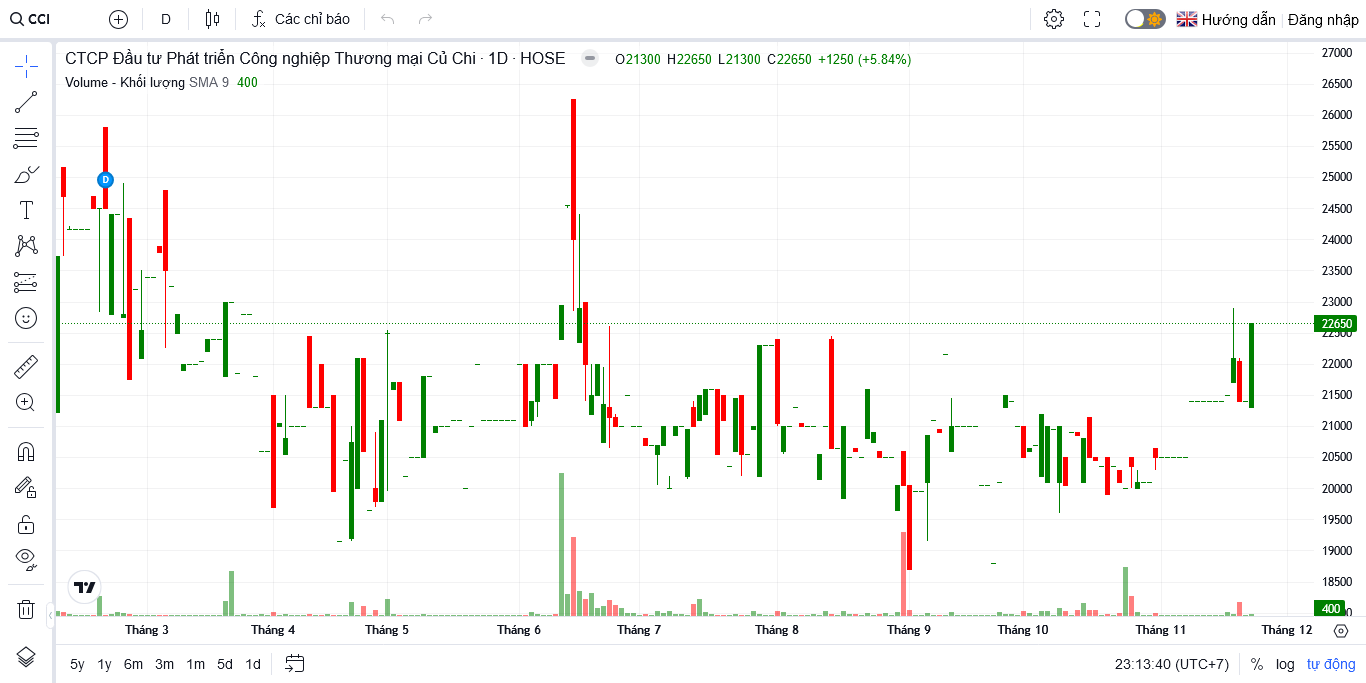 CCI
D
Các chỉ báo
Hướng dẫn
Đăng nhập
CTCP Đầu tư Phát triển Công nghiệp Thương mại Củ Chi · 1D · HOSE
O21300 H22650 L21300 C22650 +1250 (+5.84%)
Volume - Khối lượng SMA 9 400
D
27000
26500
26000
25500
25000
24500
24000
23500
23000
22650
22500
22000
21500
21000
20500
20000
19500
19000
18500
400
Tháng 3
Tháng 4
Tháng 5
Tháng 6
Tháng 7
Tháng 8
Tháng 9
Tháng 10
Tháng 11
Tháng 12
5y 1y 6m 3m 1m 5d 1d
23:13:40 (UTC+7)
% log tự động